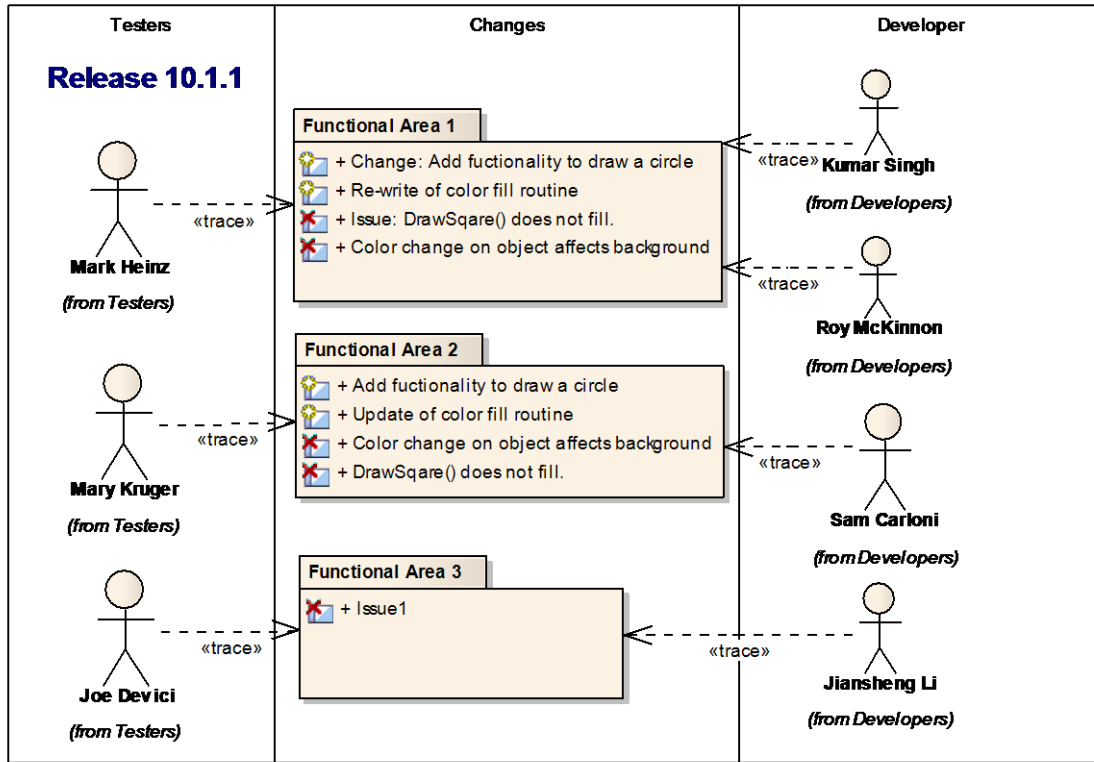 Testers
Changes
Developer
Release 10.1.1
Functional Area 1
+ Change: Add fuctionality to draw a circle
+ Re-write of color fill routine
+ Issue: DrawSqare() does not fill.
+ Color change on object affects background
«trace»
Mark Heinz
(from Testers)
«trace»
Kumar Singh
(from Developers)
«trace»
Roy McKinnon
(from Developers)
Functional Area 2
+ Add fuctionality to draw a circle
+ Update of color fill routine
+ Color change on object affects background
+ DrawSqare() does not fill.
«trace»
Mary Kruger
(from Testers)
«trace»
Sam Carloni
(from Developers)
Functional Area 3
+ Issue1
«trace»
Joe Devici
(from Testers)
«trace»
Jiansheng Li
(from Developers)